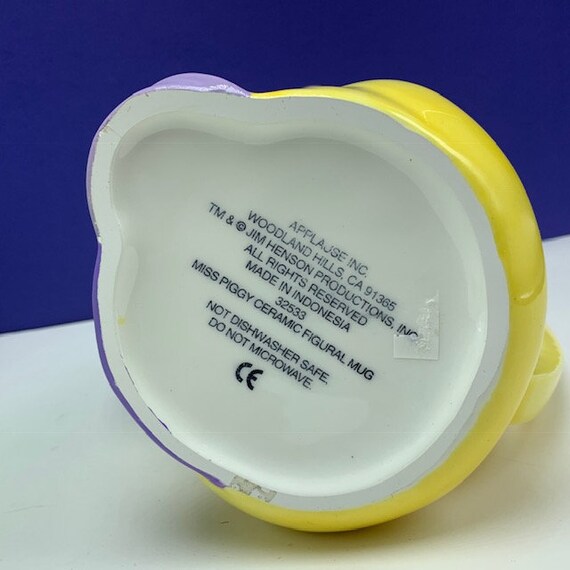 APPLAUSE INC.
WOODLAND HILLS, CA 91365
TM & © JIM HENSON PRODUCTIONS, INC.
ALL RIGHTS RESERVED
MADE IN INDONESIA
32533
MISS PIGGY CERAMIC FIGURAL MUG
NOT DISHWASHER SAFE.
DO NOT MICROWAVE.
CE